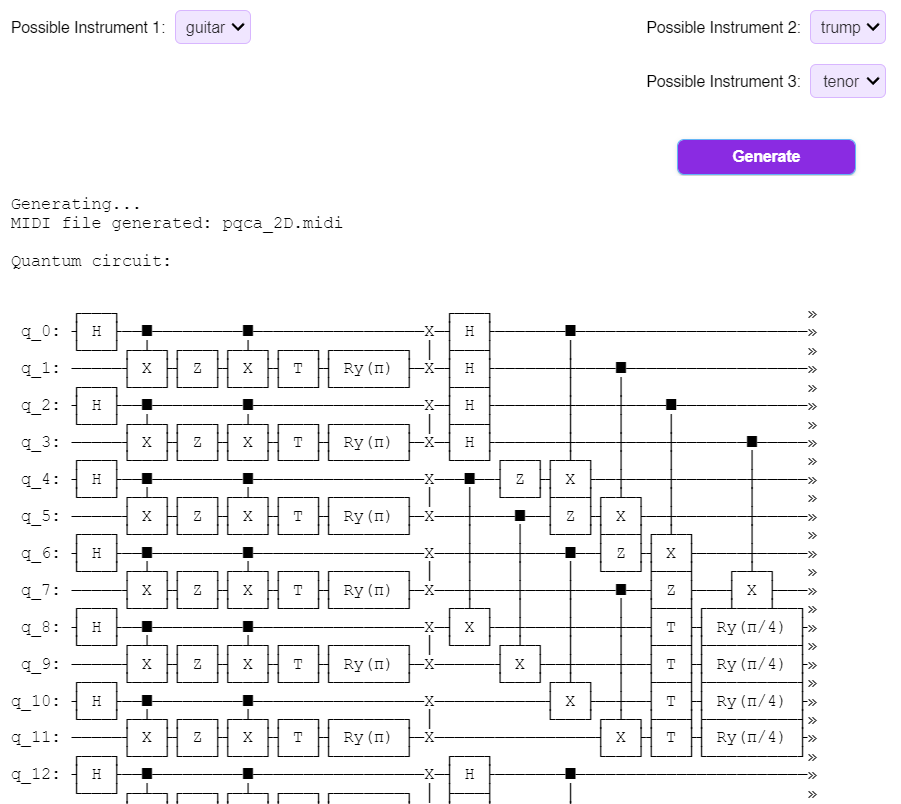 Possible Instrument 1: guitar Possible Instrument 2: trump
Possible Instrument 3: tenor
Generate
Generating...
MIDI file generated: pqca_2D.midi
Quantum circuit:
»
q_0: H X H »
»
q_1: X Z X T Ry(π) X H »
»
q_2: H X H »
»
q_3: X Z X T Ry(π) X H »
»
q_4: H X Z X »
»
q_5: X Z X T Ry(π) X Z X »
»
q_6: H X Z X »
»
q_7: X Z X T Ry(π) X Z X »
»
q_8: H X X T Ry(π/4) »
»
q_9: X Z X T Ry(π) X X T Ry(π/4) »
»
q_10: H X X T Ry(π/4) »
»
q_11: X Z X T Ry(π) X X T Ry(π/4) »
»
q_12: H X H »
»